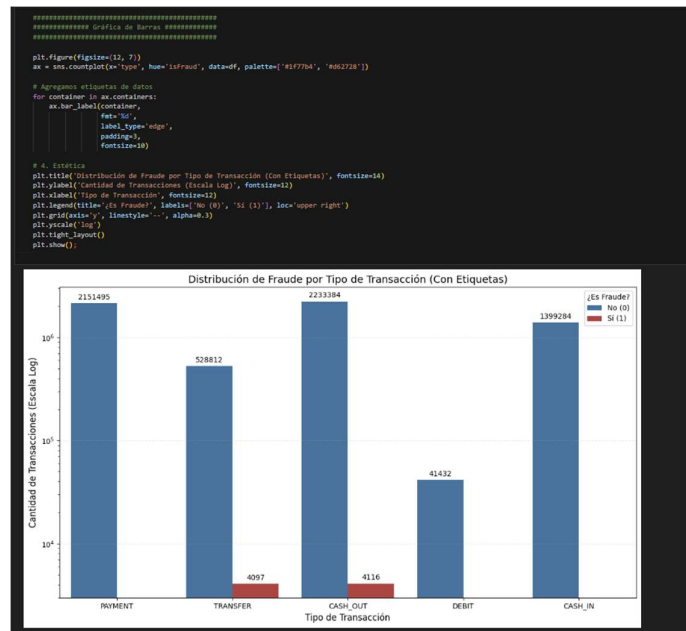 ############################################
############## Gráfica de Barras #############
############################################
plt.figure(figsize=(12, 7))
ax = sns.countplot(x='type', hue='isFraud', data=df, palette=['#1f77b4', '#d62728'])
# Agregamos etiquetas de datos
for container in ax.containers:
    ax.bar_label(container,
                 fmt='%d',
                 label_type='edge',
                 padding=3,
                 fontsize=10)
# 4. Estética
plt.title('Distribución de Fraude por Tipo de Transacción (Con Etiquetas)', fontsize=14)
plt.ylabel('Cantidad de Transacciones (Escala Log)', fontsize=12)
plt.xlabel('Tipo de Transacción', fontsize=12)
plt.legend(title='¿Es Fraude?', labels=['No (0)', 'Sí (1)'], loc='upper right')
plt.grid(axis='y', linestyle='--', alpha=0.3)
plt.yscale('log')
plt.tight_layout()
plt.show();
Distribución de Fraude por Tipo de Transacción (Con Etiquetas)
¿Es Fraude?
No (0)
Sí (1)
2151495
528812
2233384
41432
1399284
4097
4116
10^6
10^5
10^4
Cantidad de Transacciones (Escala Log)
PAYMENT
TRANSFER
CASH_OUT
DEBIT
CASH_IN
Tipo de Transacción